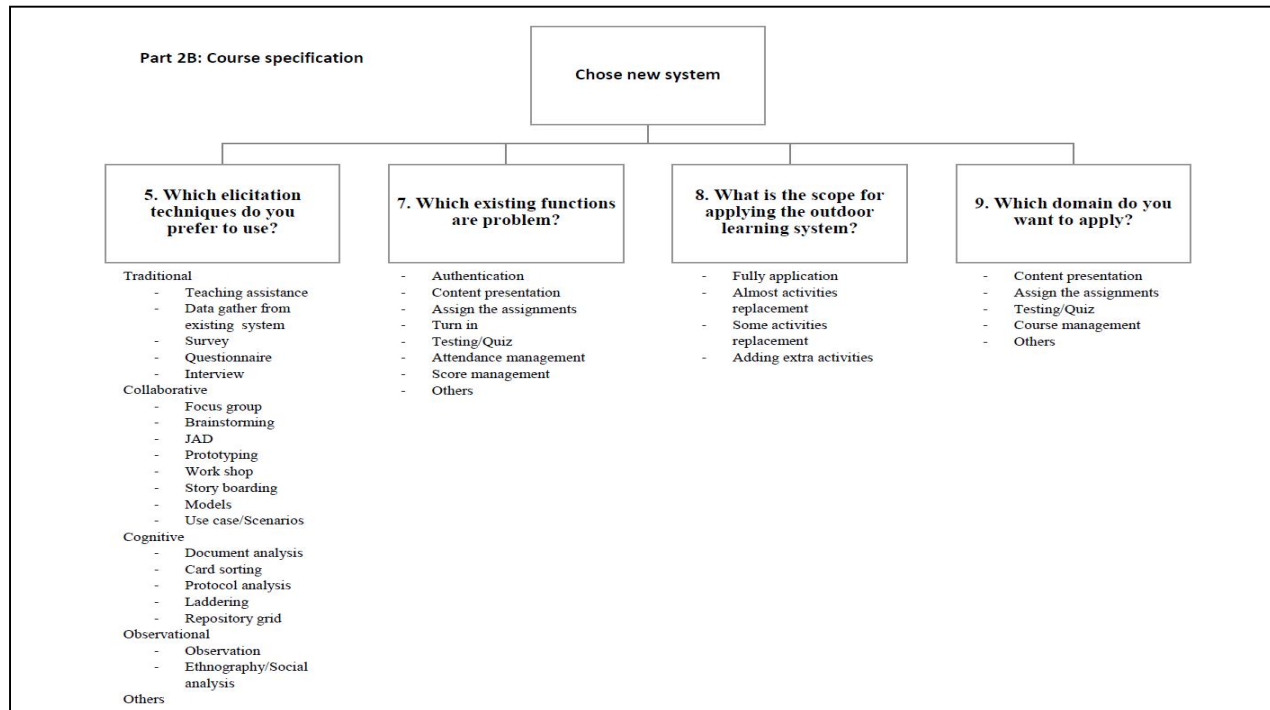 Part 2B: Course specification
Chose new system
5. Which elicitation
techniques do you
prefer to use?
Traditional
- Teaching assistance
- Data gather from
existing system
- Survey
- Questionnaire
- Interview
Collaborative
- Focus group
- Brainstorming
- JAD
- Prototyping
- Work shop
- Story boarding
- Models
- Use case/Scenarios
Cognitive
- Document analysis
- Card sorting
- Protocol analysis
- Laddering
- Repository grid
Observational
- Observation
- Ethnography/Social
analysis
Others
7. Which existing functions
are problem?
- Authentication
- Content presentation
- Assign the assignments
- Turn in
- Testing/Quiz
- Attendance management
- Score management
- Others
8. What is the scope for
applying the outdoor
learning system?
- Fully application
- Almost activities
replacement
- Some activities
replacement
- Adding extra activities
9. Which domain do you
want to apply?
- Content presentation
- Assign the assignments
- Testing/Quiz
- Course management
- Others